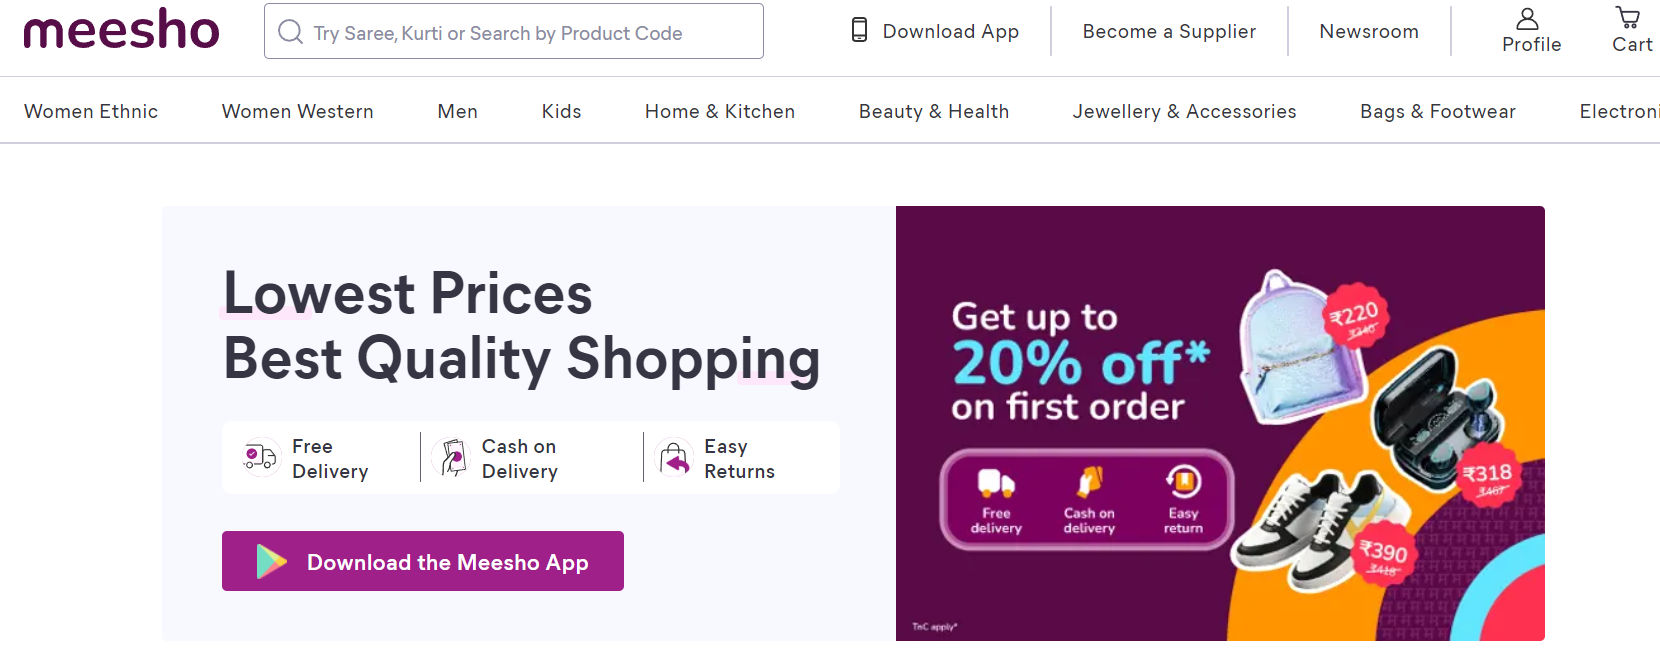 meesho
Try Saree, Kurti or Search by Product Code
Download App
Become a Supplier
Newsroom
Profile
Cart
Women Ethnic
Women Western
Men
Kids
Home & Kitchen
Beauty & Health
Jewellery & Accessories
Bags & Footwear
Electroni
Lowest Prices
Best Quality Shopping
Free
Delivery
Cash on
Delivery
Easy
Returns
Download the Meesho App
Get up to
20% off*
on first order
Free
delivery
Cash on
delivery
Easy
return
₹220
₹318
₹390
TnC apply*